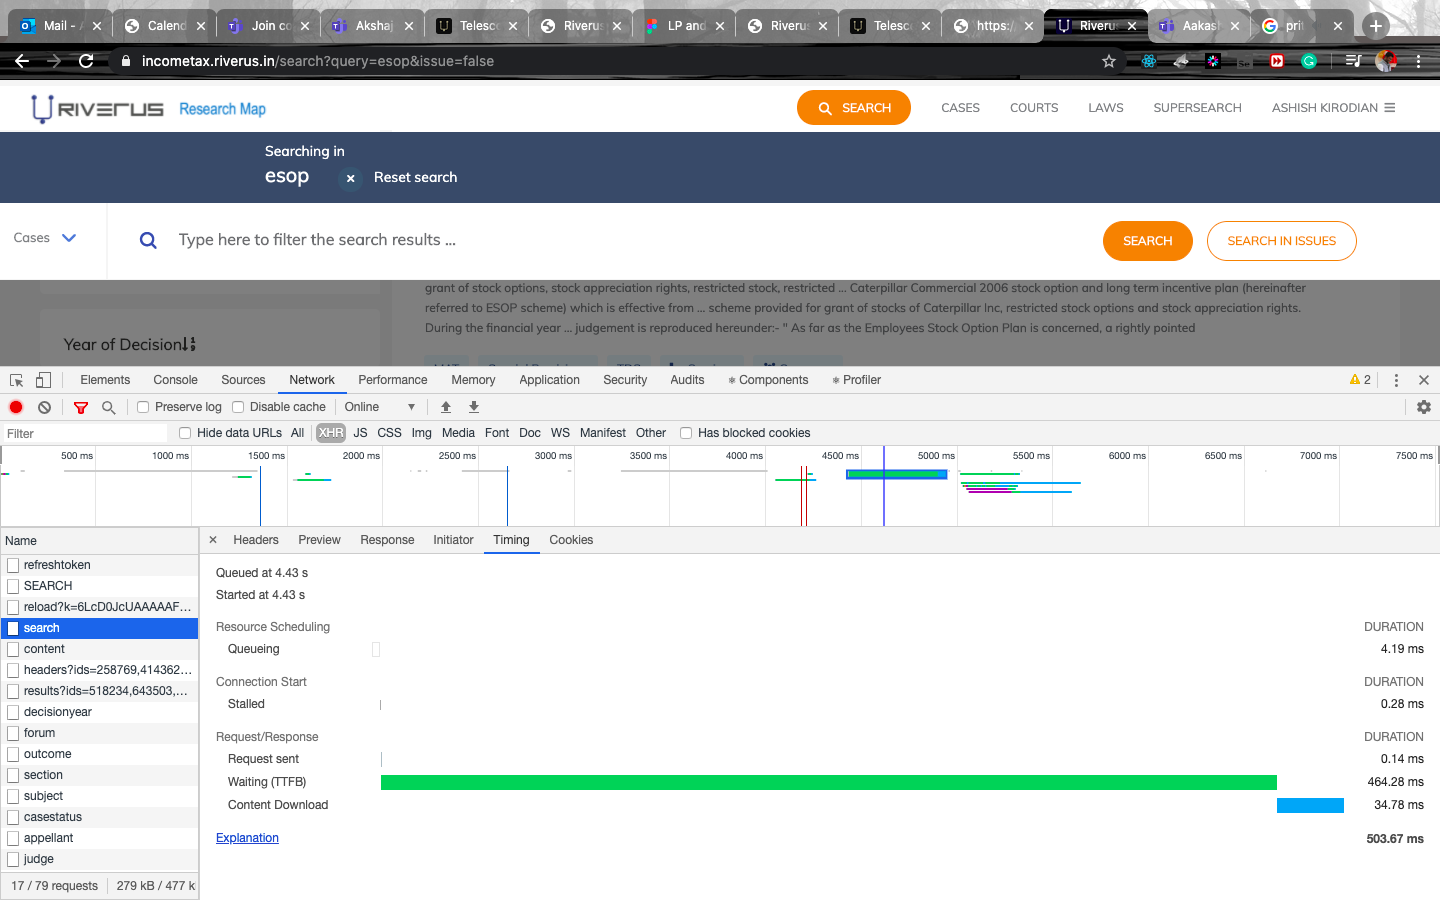 Mail - A
Calend
Join co
Akshaj
Telesco
Riverus
LP and
Riverus
Telesco
https:/
Riveru
Aakas
prit
incometax.riverus.in/search?query=esop&issue=false
RIVERUS Research Map
SEARCH CASES COURTS LAWS SUPERSEARCH ASHISH KIRODIAN
Searching in
esop × Reset search
Cases Type here to filter the search results ... SEARCH SEARCH IN ISSUES
grant of stock options, stock appreciation rights, restricted stock, restricted ... Caterpillar Commercial 2006 stock option and long term incentive plan (hereinafter
referred to ESOP scheme) which is effective from ... scheme provided for grant of stocks of Caterpillar Inc, restricted stock options and stock appreciation rights.
During the financial year ... judgement is reproduced hereunder:- " As far as the Employees Stock Option Plan is concerned, a rightly pointed
Year of Decision
Elements Console Sources Network Performance Memory Application Security Audits Components Profiler 2
Preserve log Disable cache Online
Filter Hide data URLs All XHR JS CSS Img Media Font Doc WS Manifest Other Has blocked cookies
500 ms 1000 ms 1500 ms 2000 ms 2500 ms 3000 ms 3500 ms 4000 ms 4500 ms 5000 ms 5500 ms 6000 ms 6500 ms 7000 ms 7500 ms
Name
refreshtoken
SEARCH
reload?k=6LcD0JcUAAAAAF...
search
content
headers?ids=258769,414362...
results?ids=518234,643503,...
decisionyear
forum
outcome
section
subject
casestatus
appellant
judge
17 / 79 requests 279 kB / 477 k
× Headers Preview Response Initiator Timing Cookies
Queued at 4.43 s
Started at 4.43 s
Resource Scheduling DURATION
Queueing 4.19 ms
Connection Start DURATION
Stalled 0.28 ms
Request/Response DURATION
Request sent 0.14 ms
Waiting (TTFB) 464.28 ms
Content Download 34.78 ms
Explanation 503.67 ms